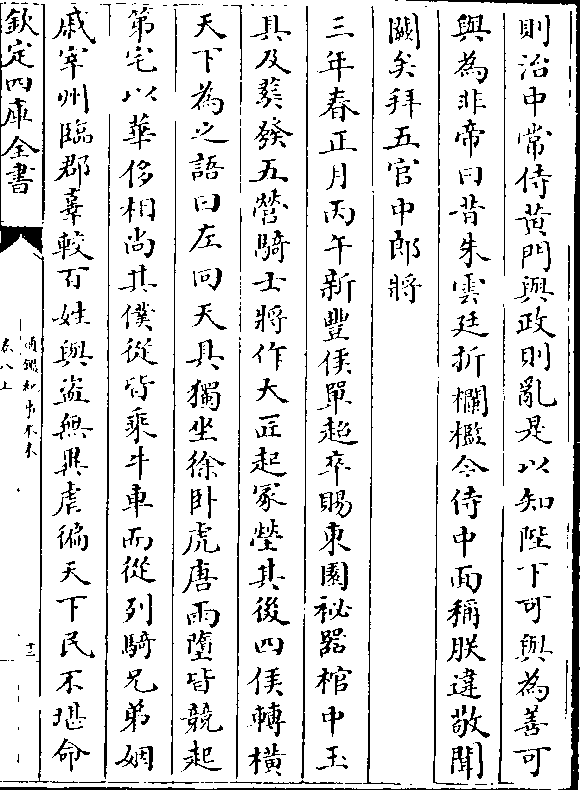 則治中常侍黃門與政則亂是以知陛下可與為善可
與為非帝曰昔朱雲廷折欄檻今侍中面稱朕違敬聞
闕矣拜五官中郎將
三年春正月丙午新豐侯單超卒賜東園祕器棺中玉
具及葬發五營騎士將作大匠起冢塋其後四侯轉橫
天下為之語曰左回天具獨坐徐卧虎唐雨墮皆競起
第宅以華侈相尚其僕從皆乘牛車而從列騎兄弟姻
戚宰州臨郡辜較百姓與盜無異虐徧天下民不堪命
欽定四庫全書
通鑑紀事本末
卷八上
十三